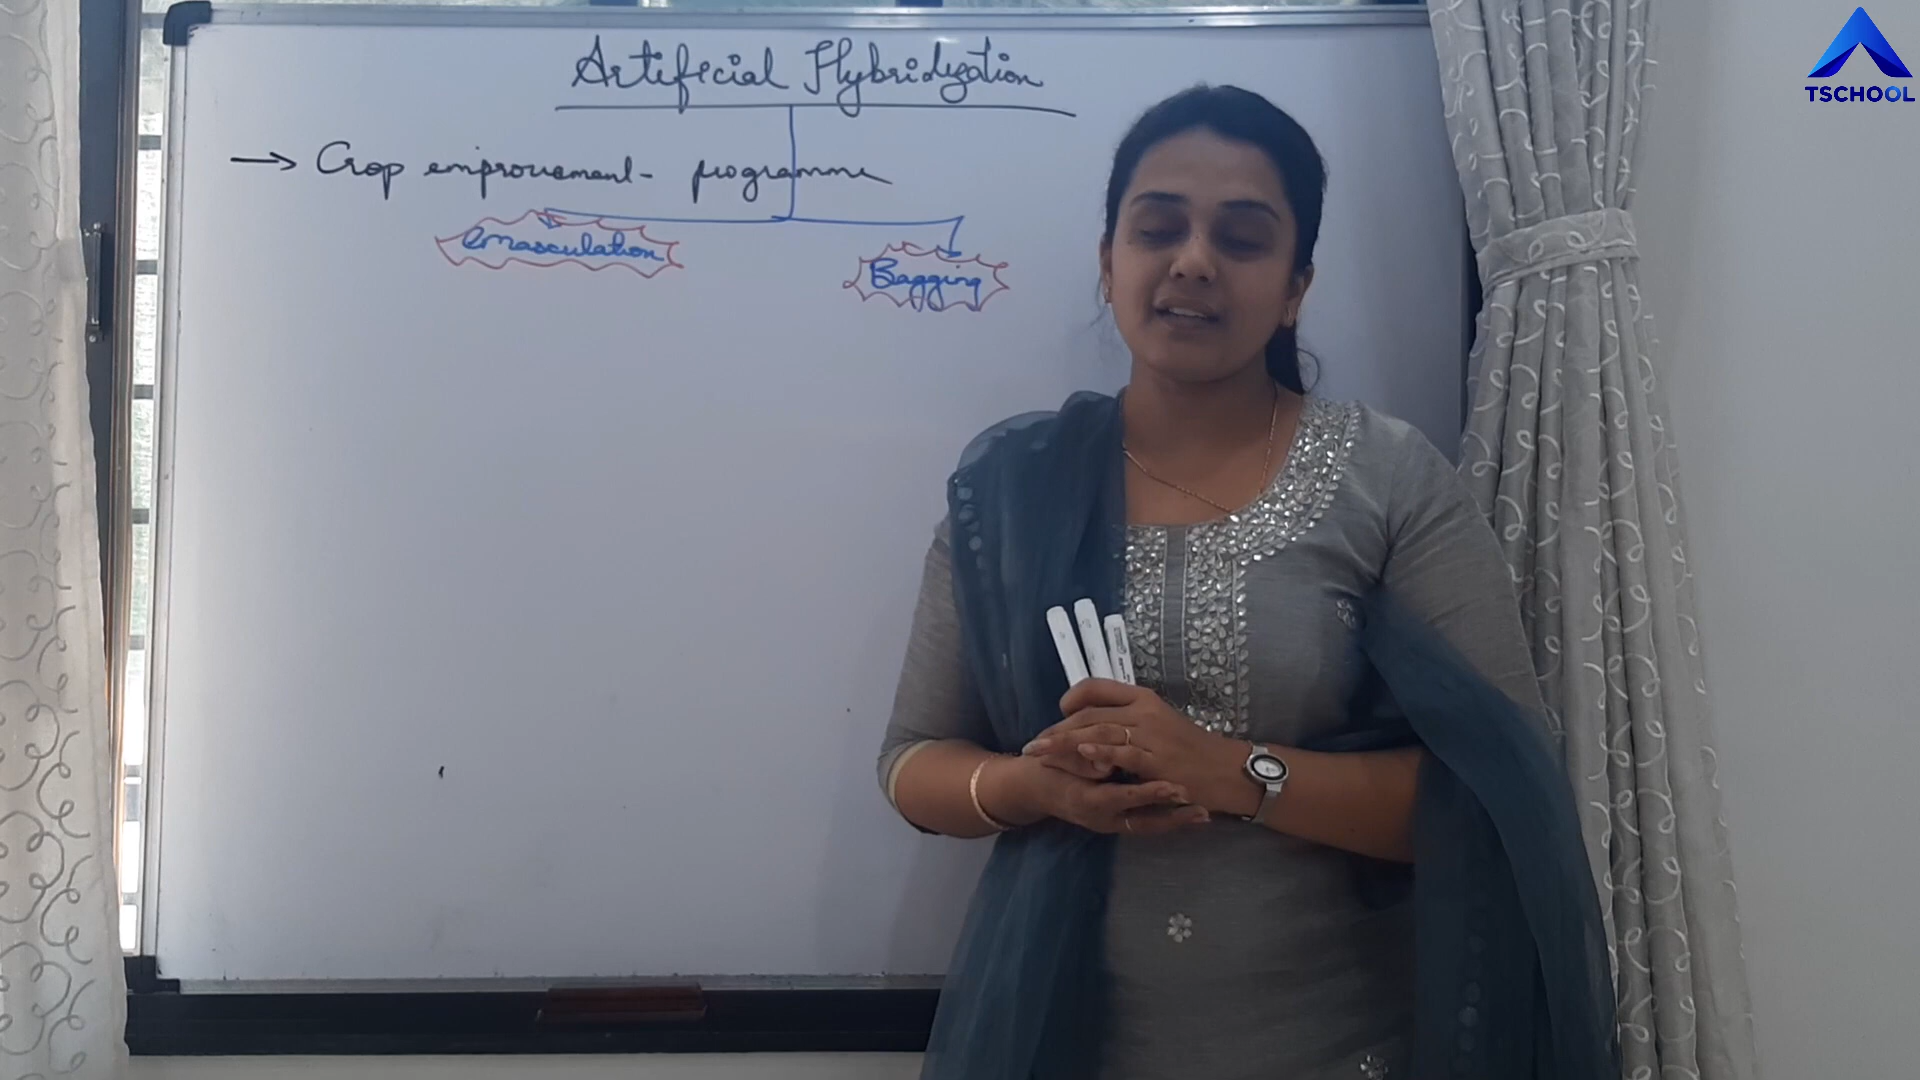 Artificial Hybridization
→ Crop improvement - programme
emasculation
Bagging
TSCHOOL